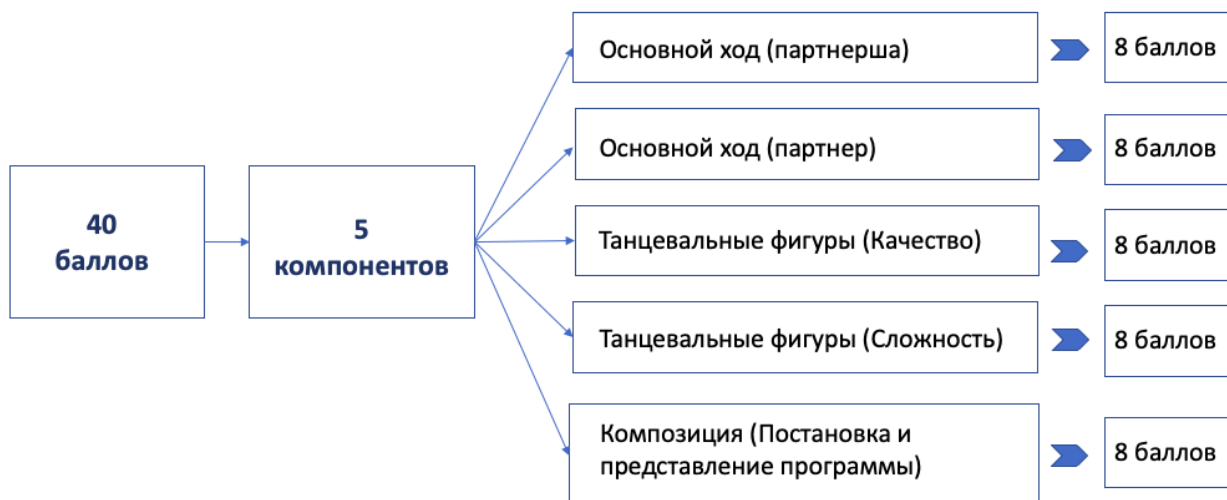 40
баллов
5
компонентов
Основной ход (партнерша)
8 баллов
Основной ход (партнер)
8 баллов
Танцевальные фигуры (Качество)
8 баллов
Танцевальные фигуры (Сложность)
8 баллов
Композиция (Постановка и
представление программы)
8 баллов